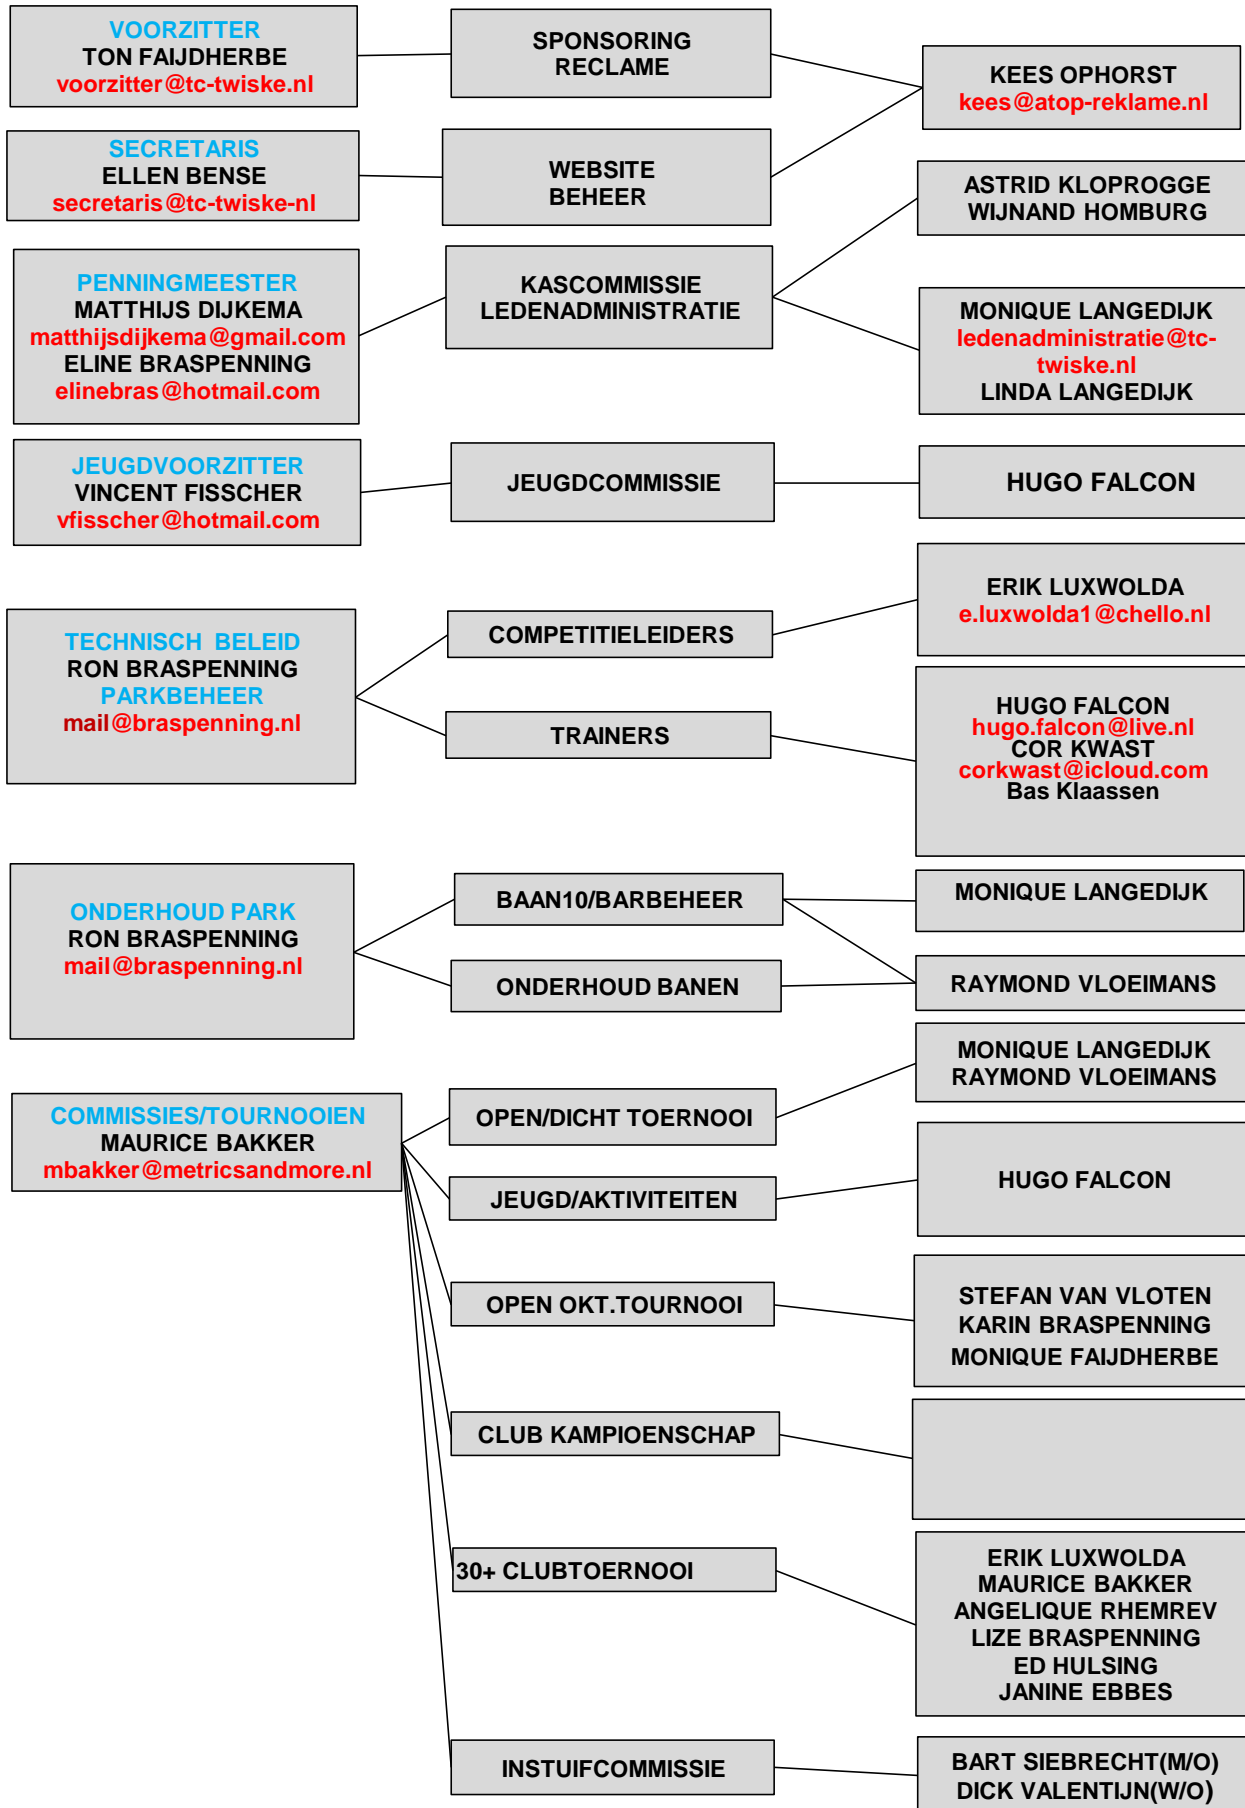 VOORZITTER
TON FAIJDHERBE
voorzitter@tc-twiske.nl
SPONSORING
RECLAME
KEES OPHORST
kees@atop-reklame.nl
SECRETARIS
ELLEN BENSE
secretaris@tc-twiske-nl
WEBSITE
BEHEER
ASTRID KLOPROGGE
WIJNAND HOMBURG
PENNINGMEESTER
MATTHIJS DIJKEMA
matthijsdijkema@gmail.com
ELINE BRASPENNING
elinebras@hotmail.com
KASCOMMISSIE
LEDENADMINISTRATIE
MONIQUE LANGEDIJK
ledenadministratie@tc-
twiske.nl
LINDA LANGEDIJK
JEUGDVOORZITTER
VINCENT FISSCHER
vfisscher@hotmail.com
JEUGDCOMMISSIE
HUGO FALCON
TECHNISCH  BELEID
RON BRASPENNING
PARKBEHEER
mail@braspenning.nl
COMPETITIELEIDERS
ERIK LUXWOLDA
e.luxwolda1@chello.nl
TRAINERS
HUGO FALCON
hugo.falcon@live.nl
COR KWAST
corkwast@icloud.com
Bas Klaassen
ONDERHOUD PARK
RON BRASPENNING
mail@braspenning.nl
BAAN10/BARBEHEER
MONIQUE LANGEDIJK
ONDERHOUD BANEN
RAYMOND VLOEIMANS
COMMISSIES/TOURNOOIEN
MAURICE BAKKER
mbakker@metricsandmore.nl
OPEN/DICHT TOERNOOI
MONIQUE LANGEDIJK
RAYMOND VLOEIMANS
JEUGD/AKTIVITEITEN
HUGO FALCON
OPEN OKT.TOURNOOI
STEFAN VAN VLOTEN
KARIN BRASPENNING
MONIQUE FAIJDHERBE
CLUB KAMPIOENSCHAP
30+ CLUBTOERNOOI
ERIK LUXWOLDA
MAURICE BAKKER
ANGELIQUE RHEMREV
LIZE BRASPENNING
ED HULSING
JANINE EBBES
INSTUIFCOMMISSIE
BART SIEBRECHT(M/O)
DICK VALENTIJN(W/O)